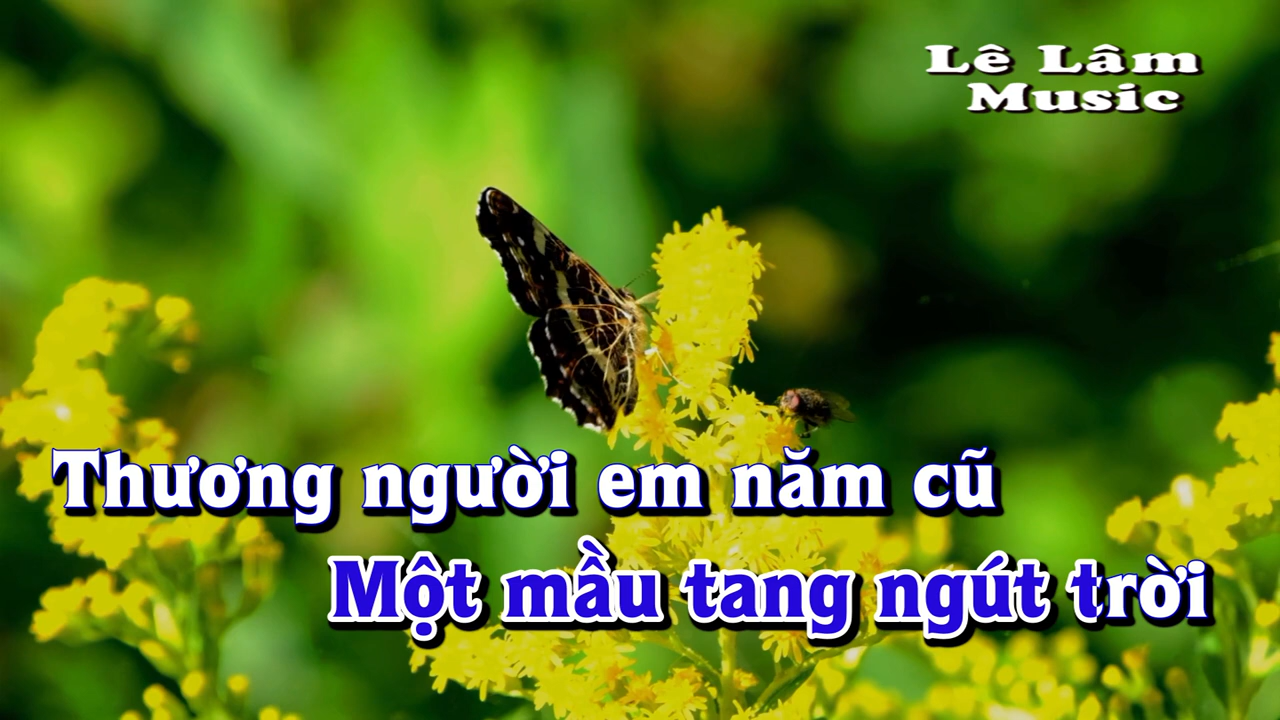 Lê Lâm
Music
Thương người em năm cũ
Một mầu tang ngút trời